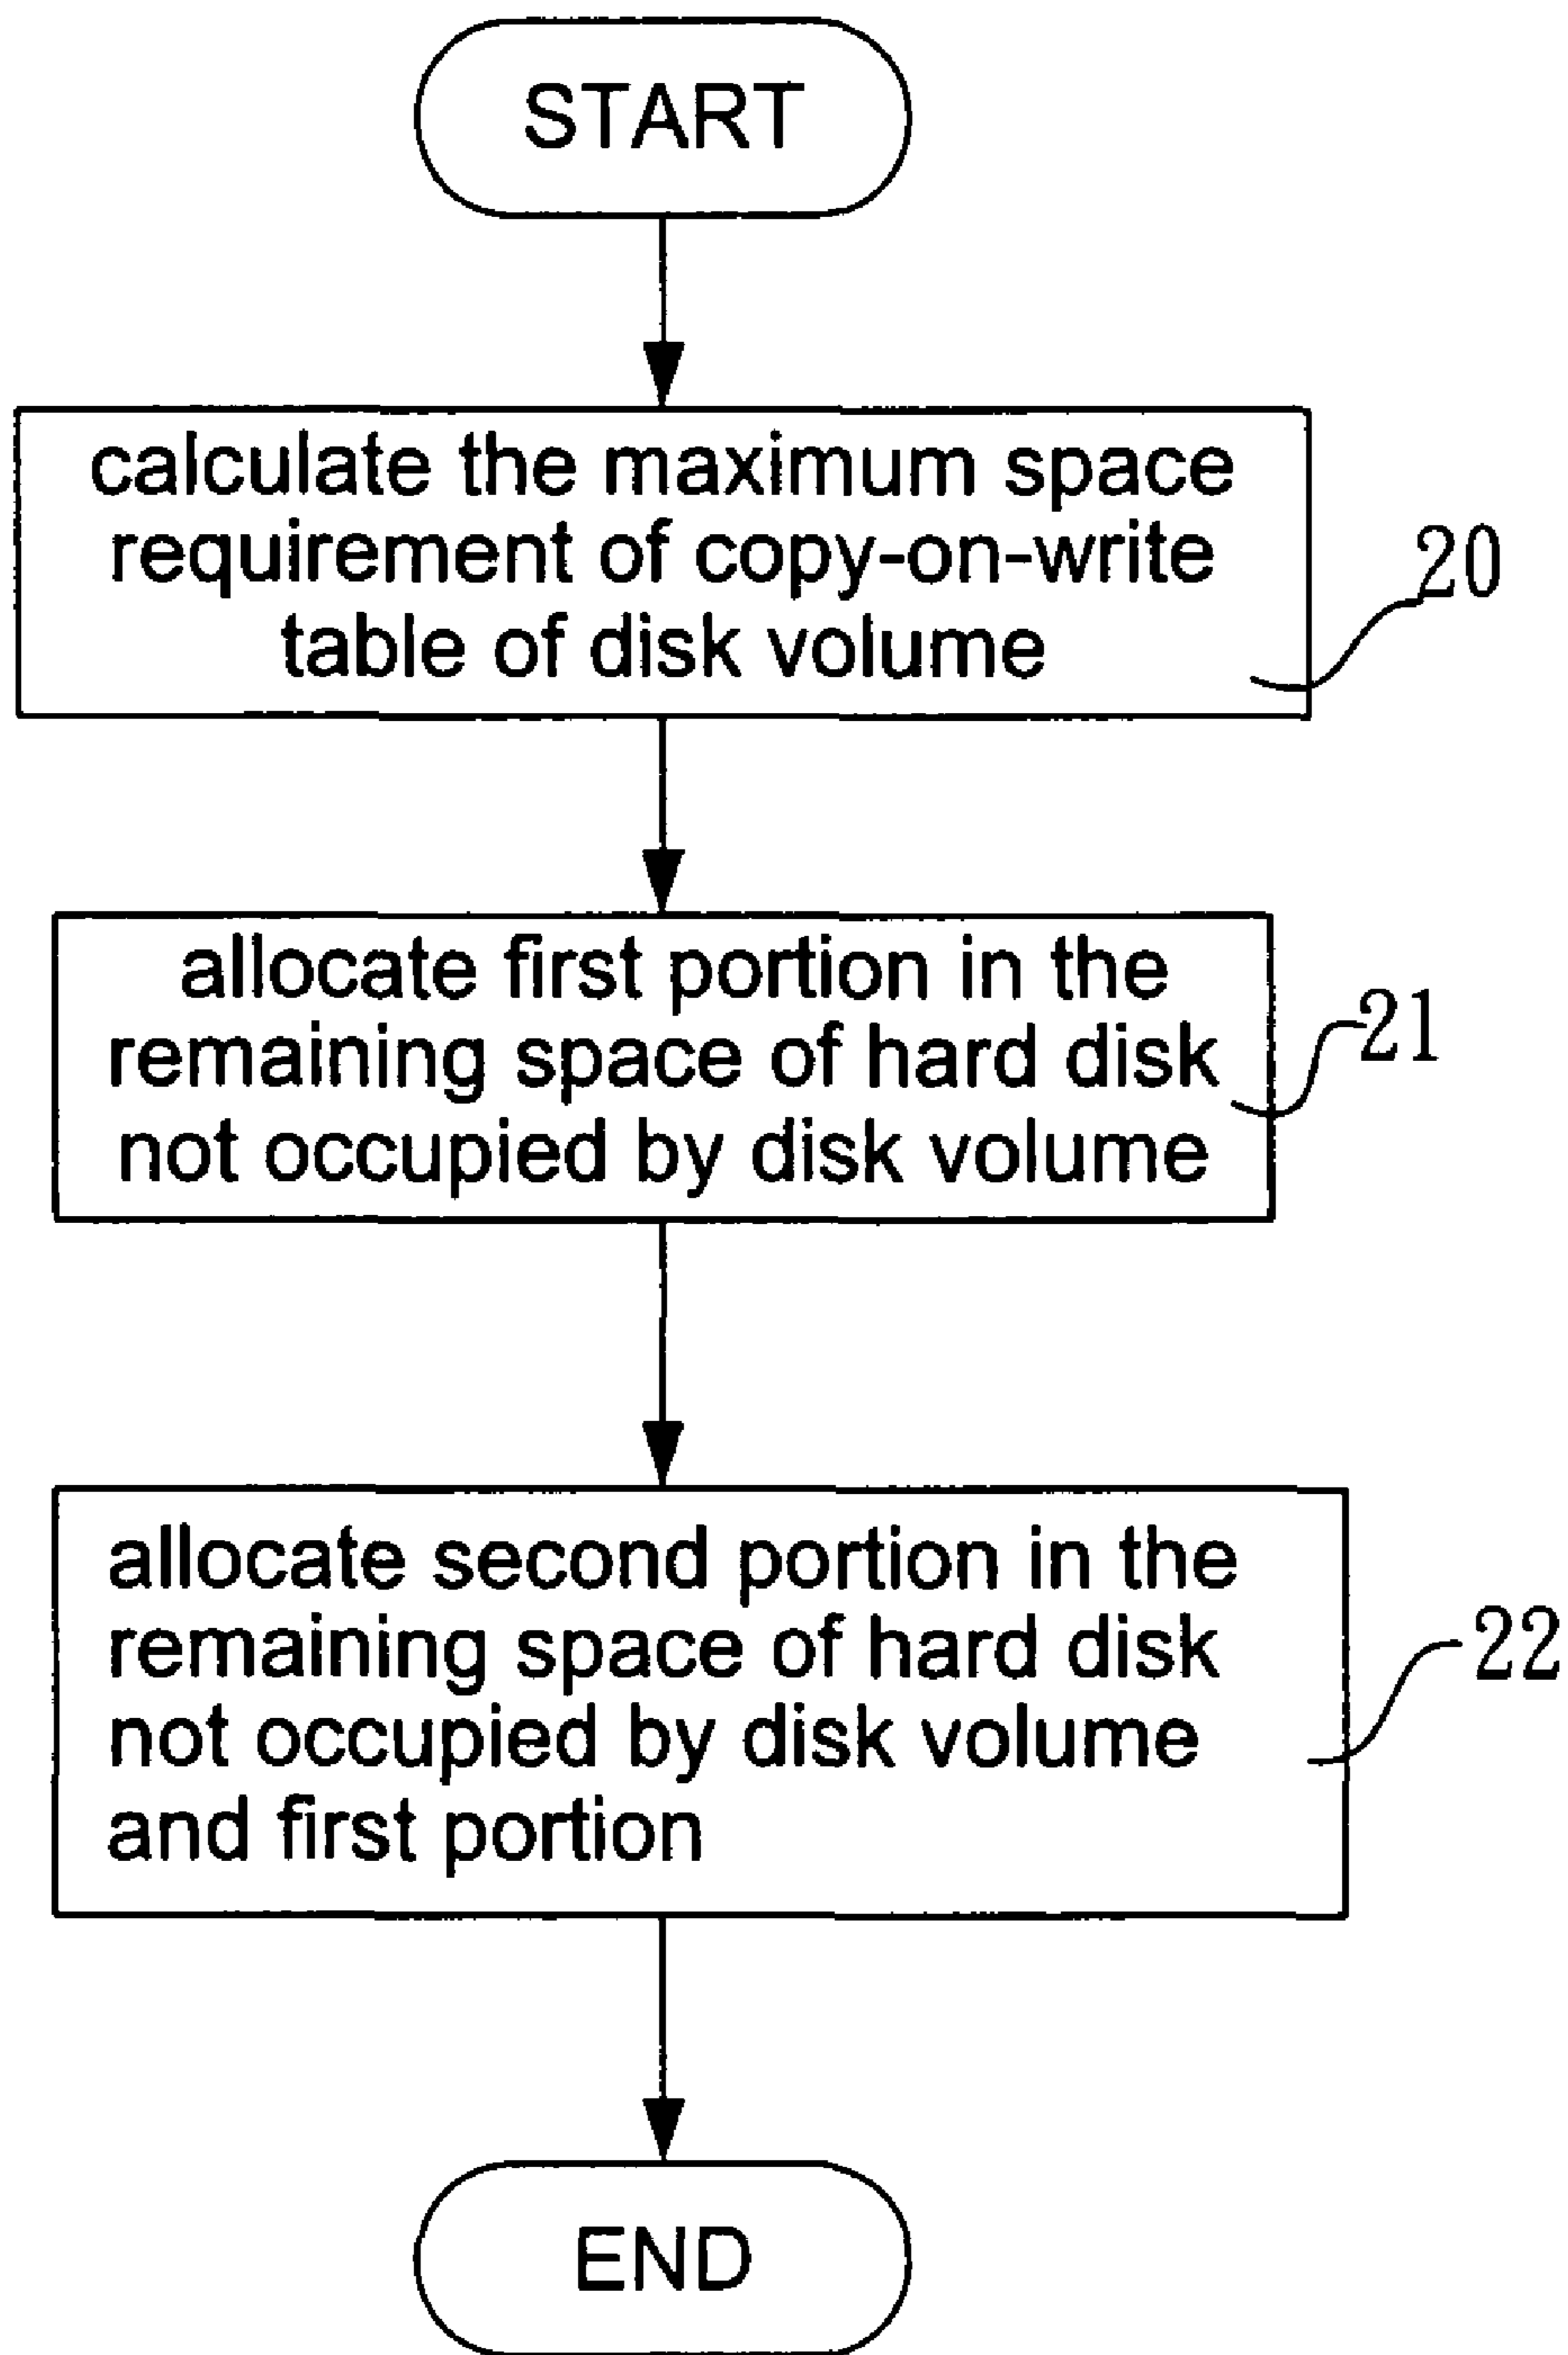 START
calculate the maximum space
requirement of copy-on-write
table of disk volume
20
allocate first portion in the
remaining space of hard disk
not occupied by disk volume
21
allocate second portion in the
remaining space of hard disk
not occupied by disk volume
and first portion
22
END